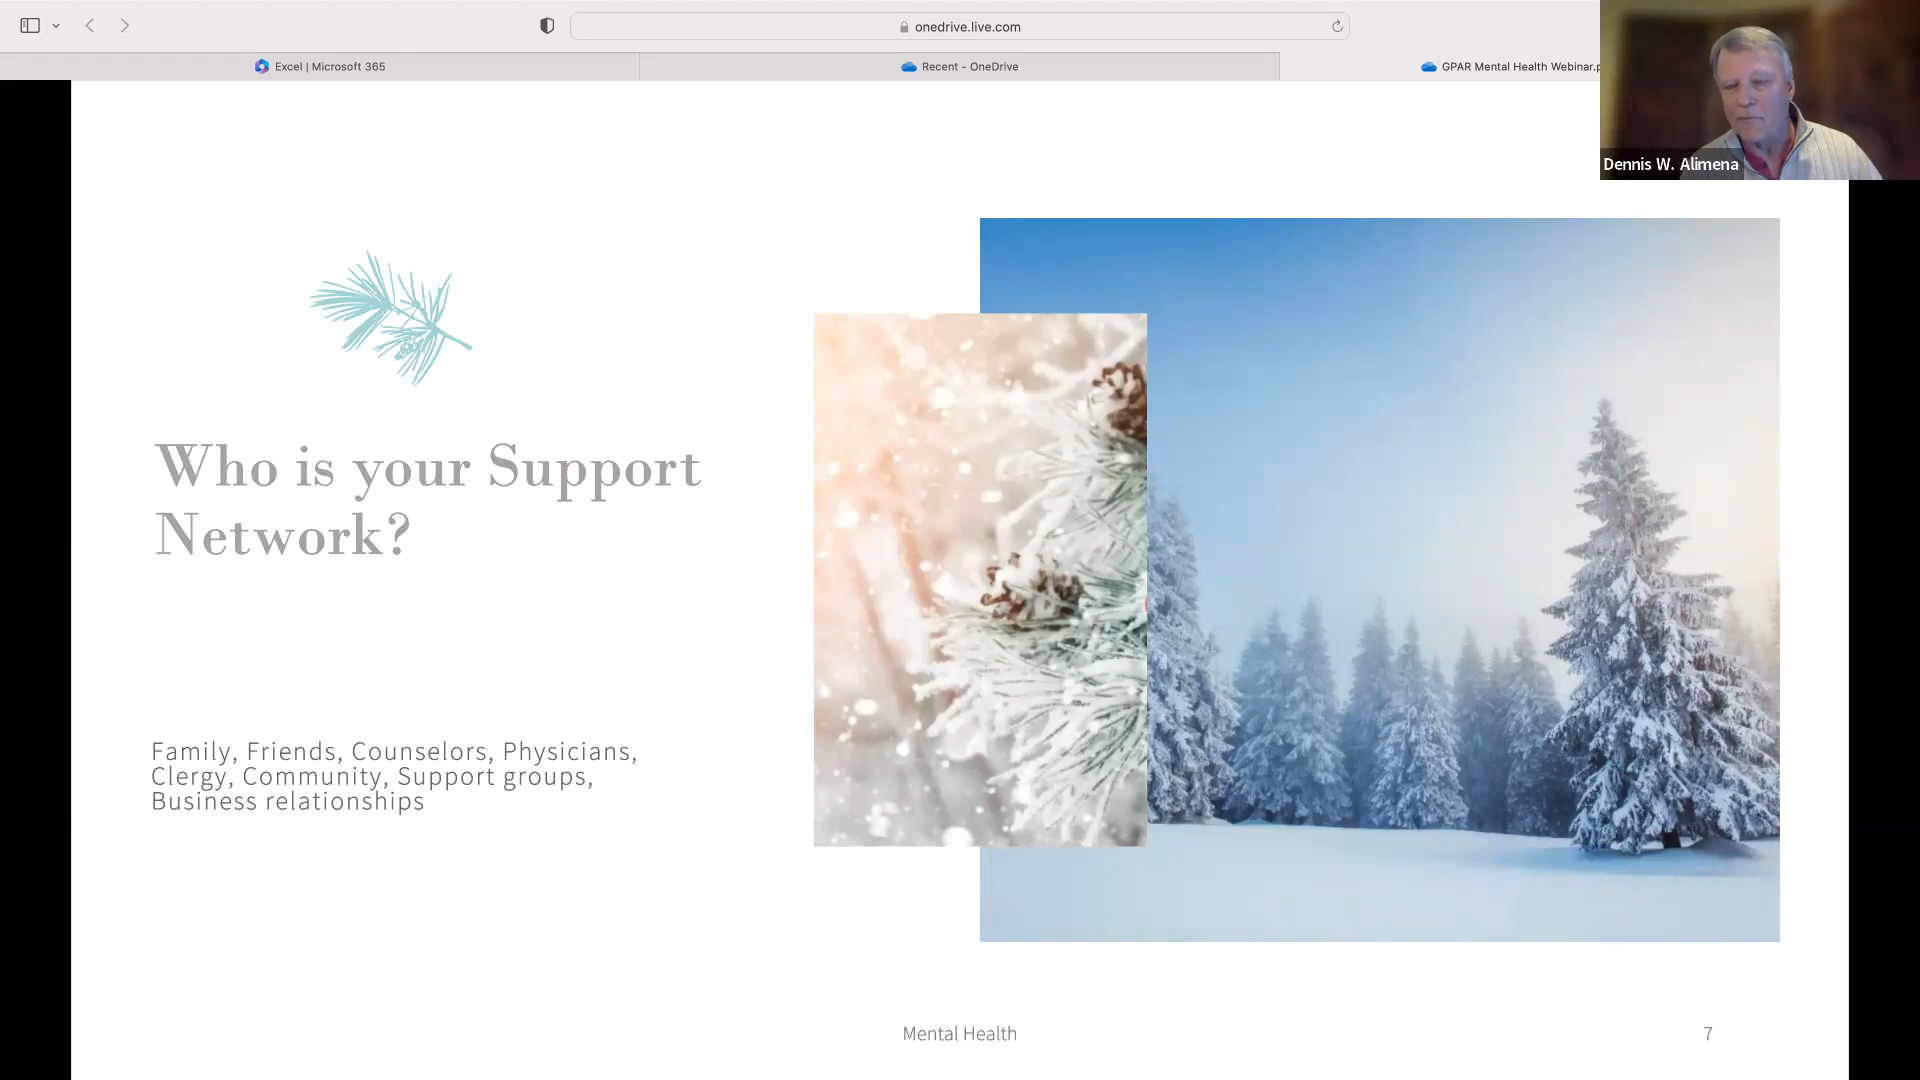 onedrive.live.com
Excel | Microsoft 365
Recent - OneDrive
GPAR Mental Health Webinar.p
Dennis W. Alimena
Who is your Support
Network?
Family, Friends, Counselors, Physicians,
Clergy, Community, Support groups,
Business relationships
Mental Health
7